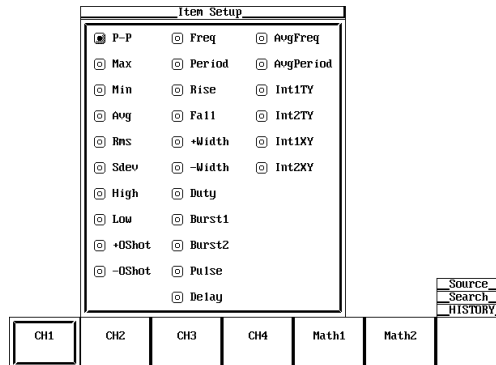 Item Setup
P-P Freq AvgFreq
Max Period AvgPeriod
Min Rise Int1TY
Avg Fall Int2TY
Rms +Width Int1XY
Sdev -Width Int2XY
High Duty
Low Burst1
+OShot Burst2
-OShot Pulse
Delay
Source
Search
HISTORY
CH1 CH2 CH3 CH4 Math1 Math2